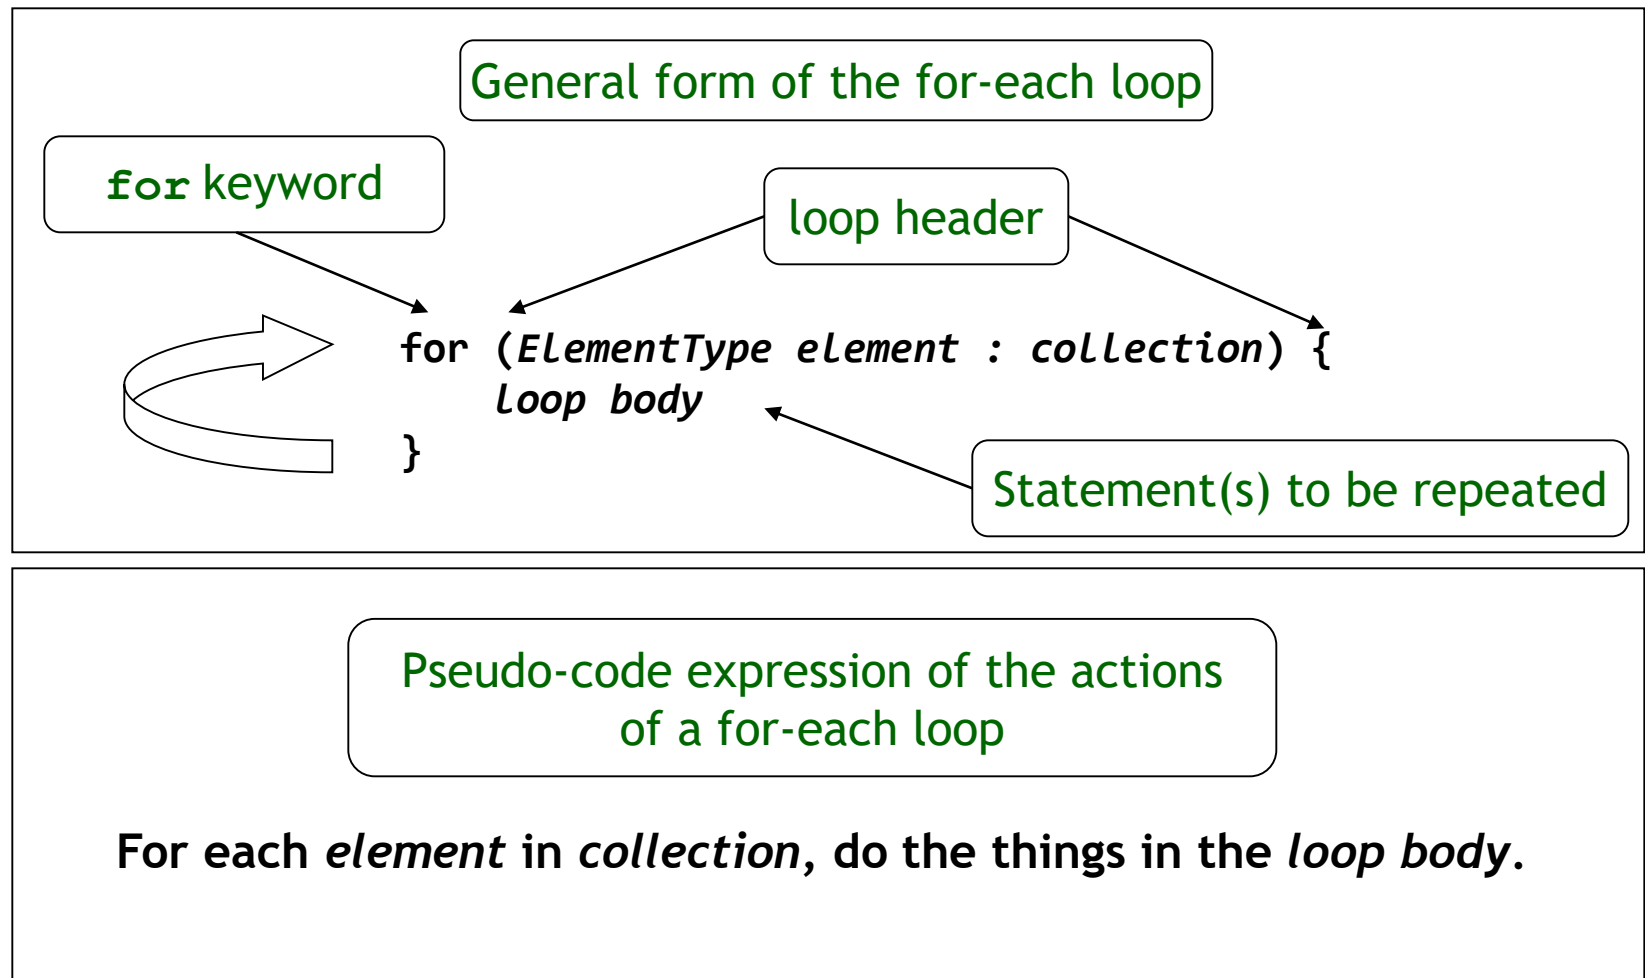 General form of the for-each loop
for keyword
loop header
for (ElementType element : collection) {
loop body
}
Statement(s) to be repeated
Pseudo-code expression of the actions
of a for-each loop
For each element in collection, do the things in the loop body.